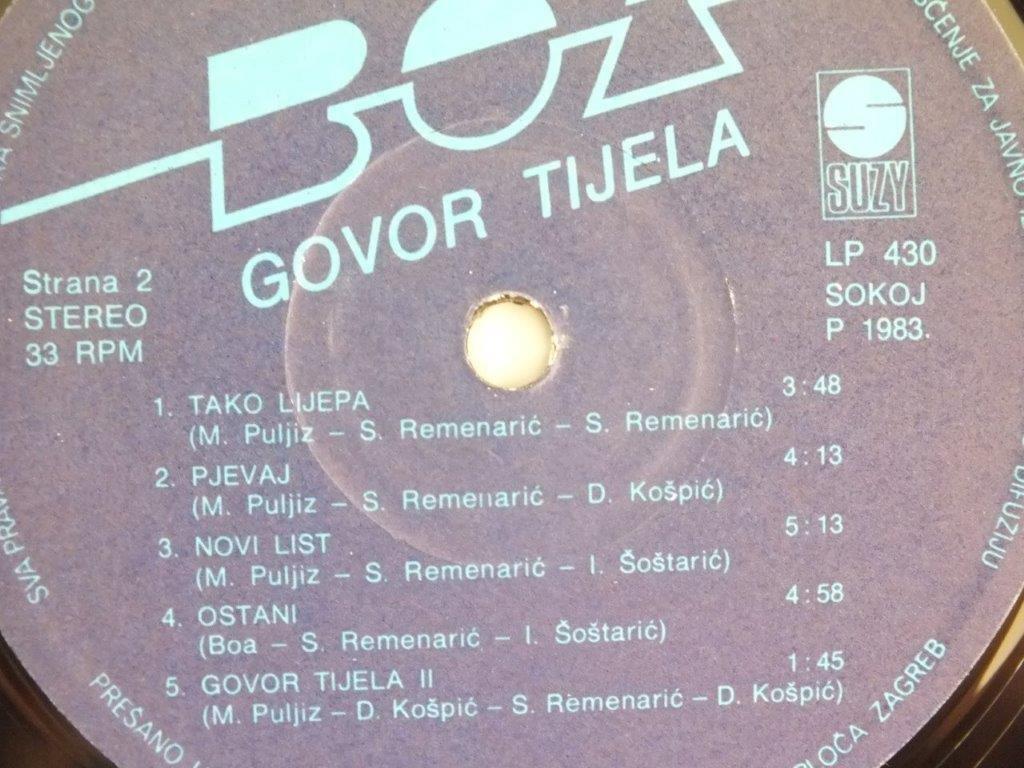 BOA
GOVOR TIJELA
SUZY
LP 430
SOKOJ
P 1983.
Strana 2
STEREO
33 RPM
1. TAKO LIJEPA 3:48
(M. Puljiz – S. Remenarić – S. Remenarić)
2. PJEVAJ 4:13
(M. Puljiz – S. Remenarić – D. Košpić)
3. NOVI LIST 5:13
(M. Puljiz – S. Remenarić – I. Šoštarić)
4. OSTANI 4:58
(Boa – S. Remenarić – I. Šoštarić)
5. GOVOR TIJELA II 1:45
(M. Puljiz – D. Košpić – S. Remenarić – D. Košpić)
SVA
SNIMLJENOG
ZA JAVNU
DIFUZIJU
PREŠANO
PLOČA ZAGREB